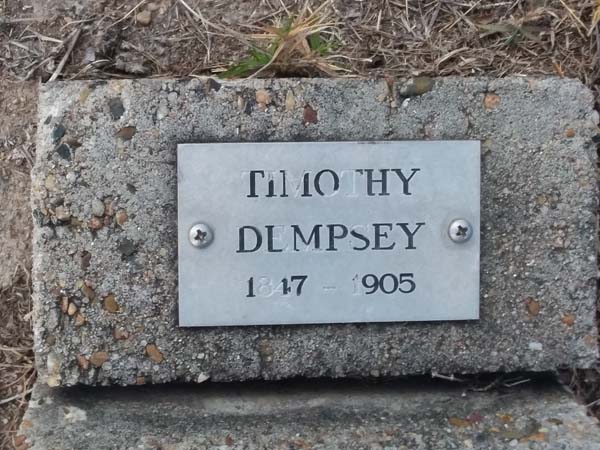 TIMOTHY
DEMPSEY
1847 - 1905